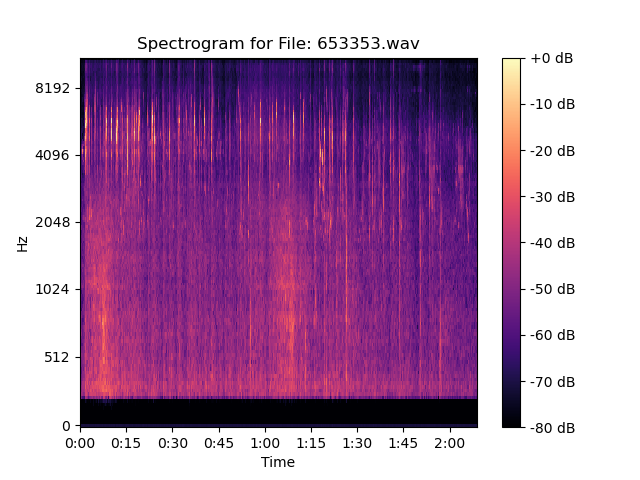 Spectrogram for File: 653353.wav
Hz
8192
4096
2048
1024
512
0
0:00 0:15 0:30 0:45 1:00 1:15 1:30 1:45 2:00
Time
+0 dB
-10 dB
-20 dB
-30 dB
-40 dB
-50 dB
-60 dB
-70 dB
-80 dB